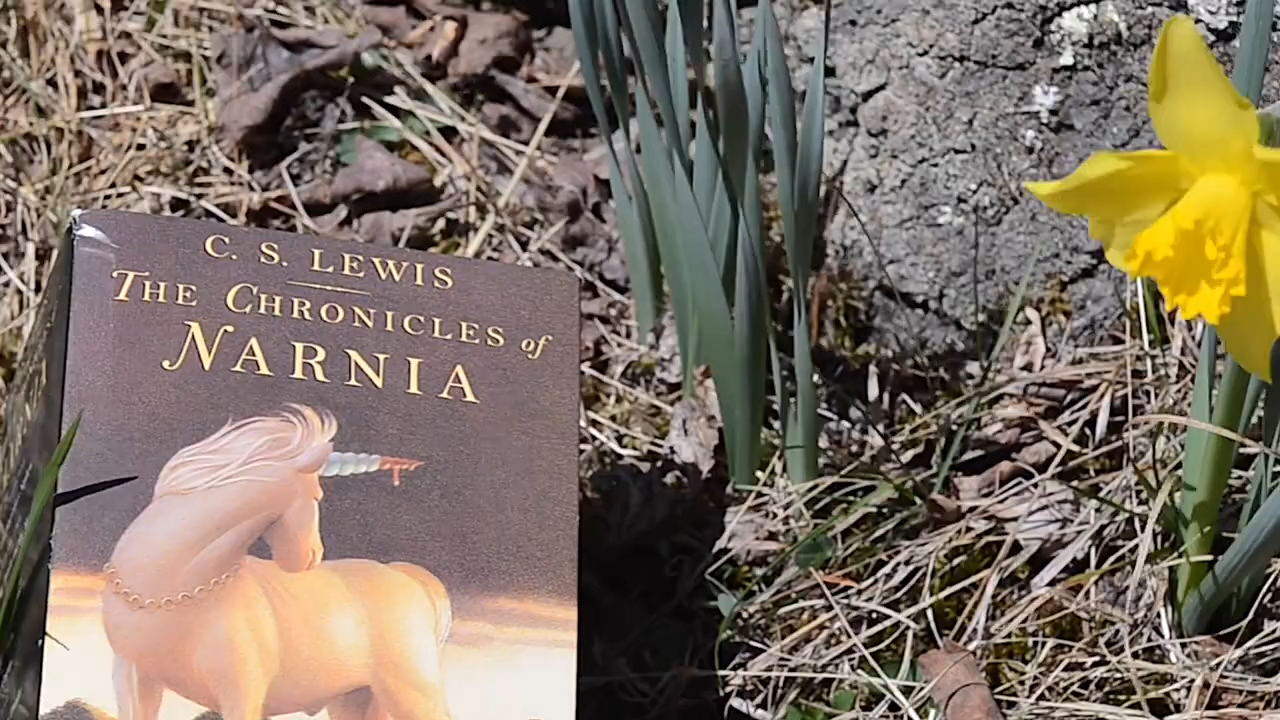 C. S. LEWIS
THE CHRONICLES of
NARNIA